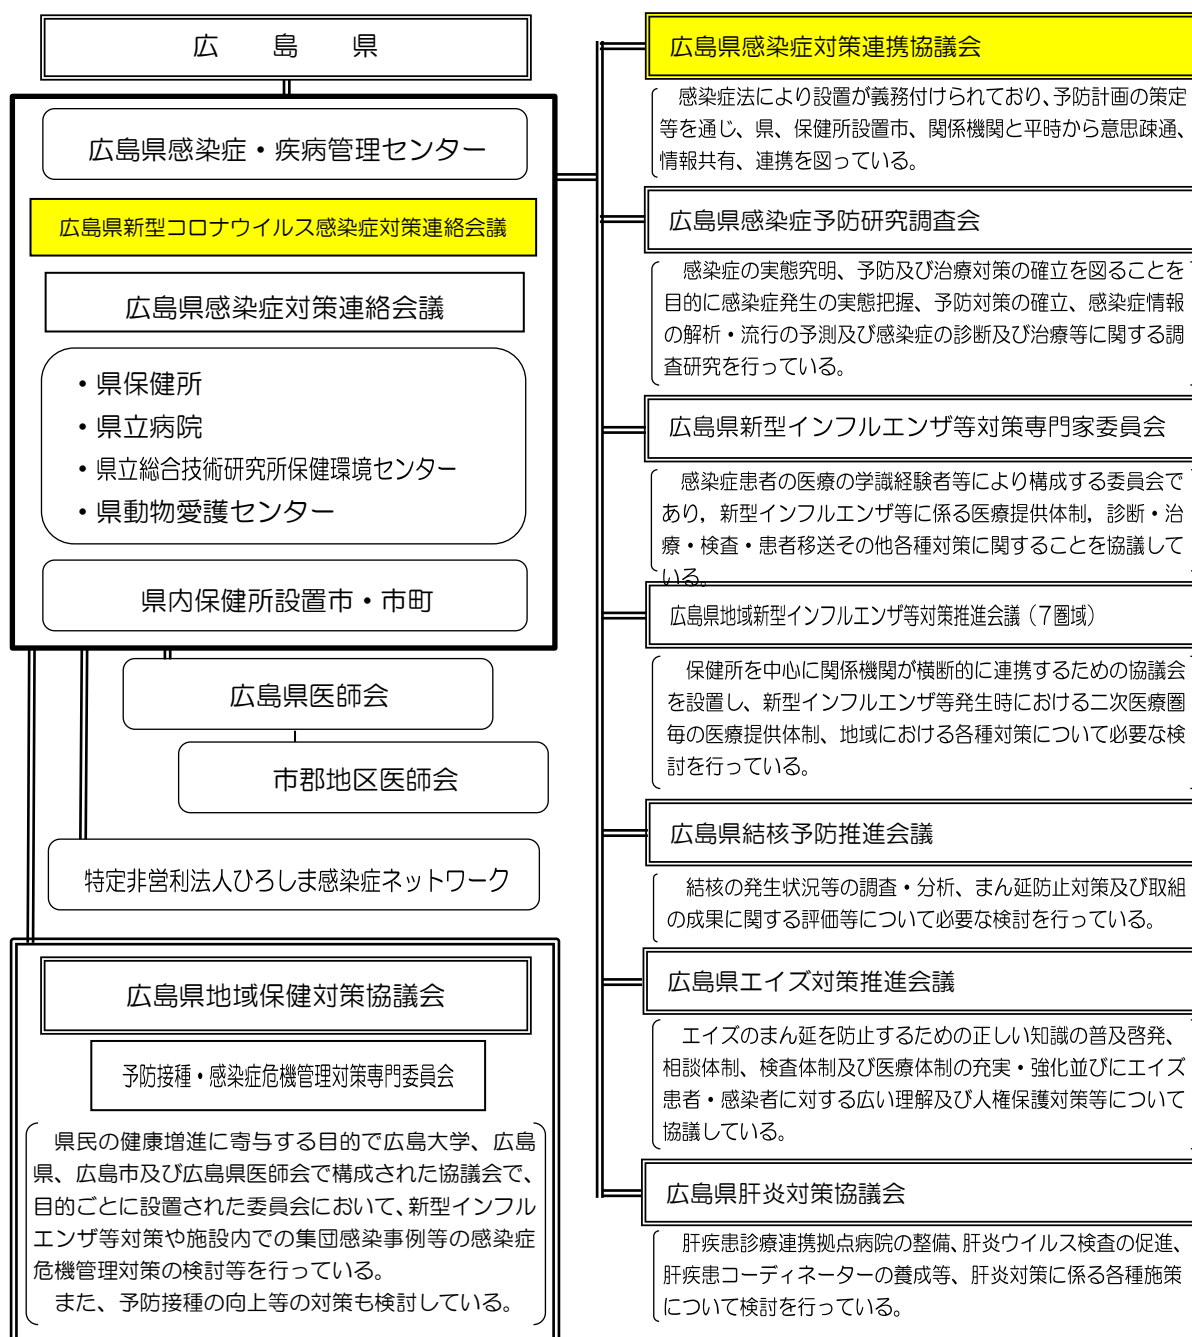 広　島　県
広島県感染症・疾病管理センター
広島県新型コロナウイルス感染症対策連絡会議
広島県感染症対策連絡会議
・県保健所
・県立病院
・県立総合技術研究所保健環境センター
・県動物愛護センター
県内保健所設置市・市町
広島県医師会
市郡地区医師会
特定非営利法人ひろしま感染症ネットワーク
広島県地域保健対策協議会
予防接種・感染症危機管理対策専門委員会
県民の健康増進に寄与する目的で広島大学、広島
県、広島市及び広島県医師会で構成された協議会で、
目的ごとに設置された委員会において、新型インフル
エンザ等対策や施設内での集団感染事例等の感染症
危機管理対策の検討等を行っている。
また、予防接種の向上等の対策も検討している。
広島県感染症対策連携協議会
感染症法により設置が義務付けられており、予防計画の策定
等を通じ、県、保健所設置市、関係機関と平時から意思疎通、
情報共有、連携を図っている。
広島県感染症予防研究調査会
感染症の実態究明、予防及び治療対策の確立を図ることを
目的に感染症発生の実態把握、予防対策の確立、感染症情報
の解析・流行の予測及び感染症の診断及び治療等に関する調
査研究を行っている。
広島県新型インフルエンザ等対策専門家委員会
感染症患者の医療の学識経験者等により構成する委員会で
あり，新型インフルエンザ等に係る医療提供体制，診断・治
療・検査・患者移送その他各種対策に関することを協議して
いる。
広島県地域新型インフルエンザ等対策推進会議（７圏域）
保健所を中心に関係機関が横断的に連携するための協議会
を設置し、新型インフルエンザ等発生時における二次医療圏
毎の医療提供体制、地域における各種対策について必要な検
討を行っている。
広島県結核予防推進会議
結核の発生状況等の調査・分析、まん延防止対策及び取組
の成果に関する評価等について必要な検討を行っている。
広島県エイズ対策推進会議
エイズのまん延を防止するための正しい知識の普及啓発、
相談体制、検査体制及び医療体制の充実・強化並びにエイズ
患者・感染者に対する広い理解及び人権保護対策等について
協議している。
広島県肝炎対策協議会
肝疾患診療連携拠点病院の整備、肝炎ウイルス検査の促進、
肝疾患コーディネーターの養成等、肝炎対策に係る各種施策
について検討を行っている。